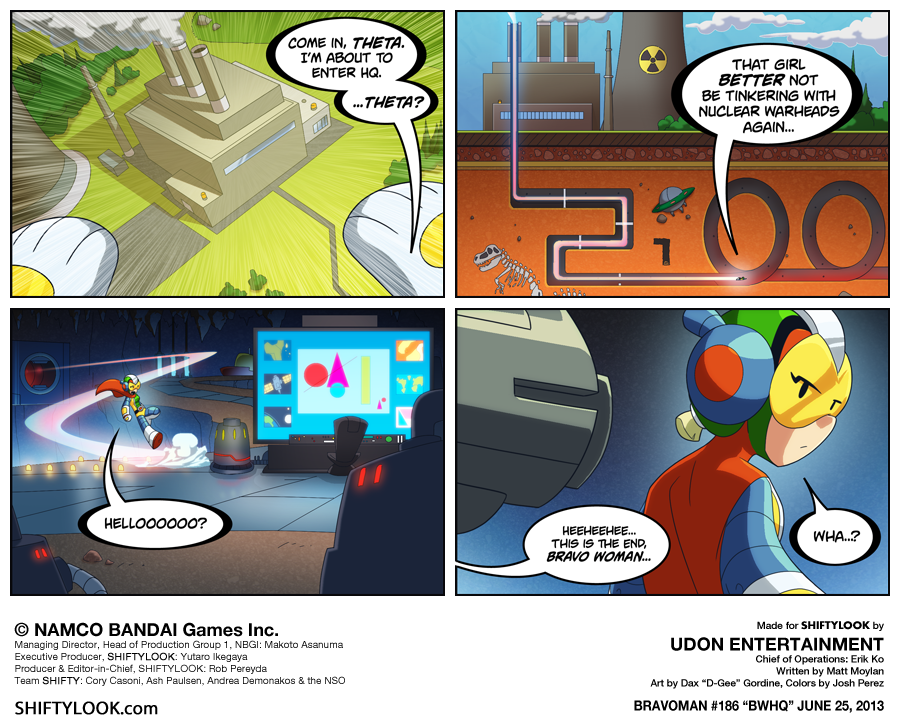 COME IN, THETA.
I'M ABOUT TO
ENTER HQ.
...THETA?
THAT GIRL
BETTER NOT
BE TINKERING WITH
NUCLEAR WARHEADS
AGAIN...
HELLOOOOOO?
HEEHEEHEE...
THIS IS THE END,
BRAVO WOMAN...
WHA..?
© NAMCO BANDAI Games Inc.
Managing Director, Head of Production Group 1, NBGI: Makoto Asanuma
Executive Producer, SHIFTYLOOK: Yutaro Ikegaya
Producer & Editor-in-Chief, SHIFTYLOOK: Rob Pereyda
Team SHIFTY: Cory Casoni, Ash Paulsen, Andrea Demonakos & the NSO
SHIFTYLOOK.com
Made for SHIFTYLOOK by
UDON ENTERTAINMENT
Chief of Operations: Erik Ko
Written by Matt Moylan
Art by Dax “D-Gee” Gordine, Colors by Josh Perez
BRAVOMAN #186 “BWHQ” JUNE 25, 2013